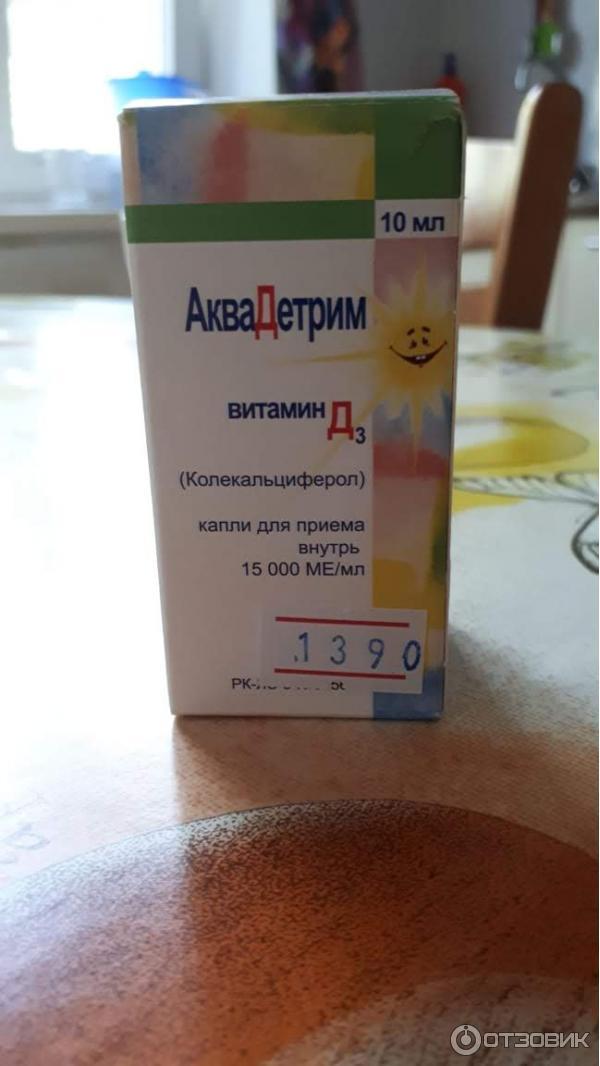 10 мл
АкваДетрим
витамин Д3
(Колекальциферол)
капли для приема
внутрь
15 000 МЕ/мл
1390
ОТЗОВИК